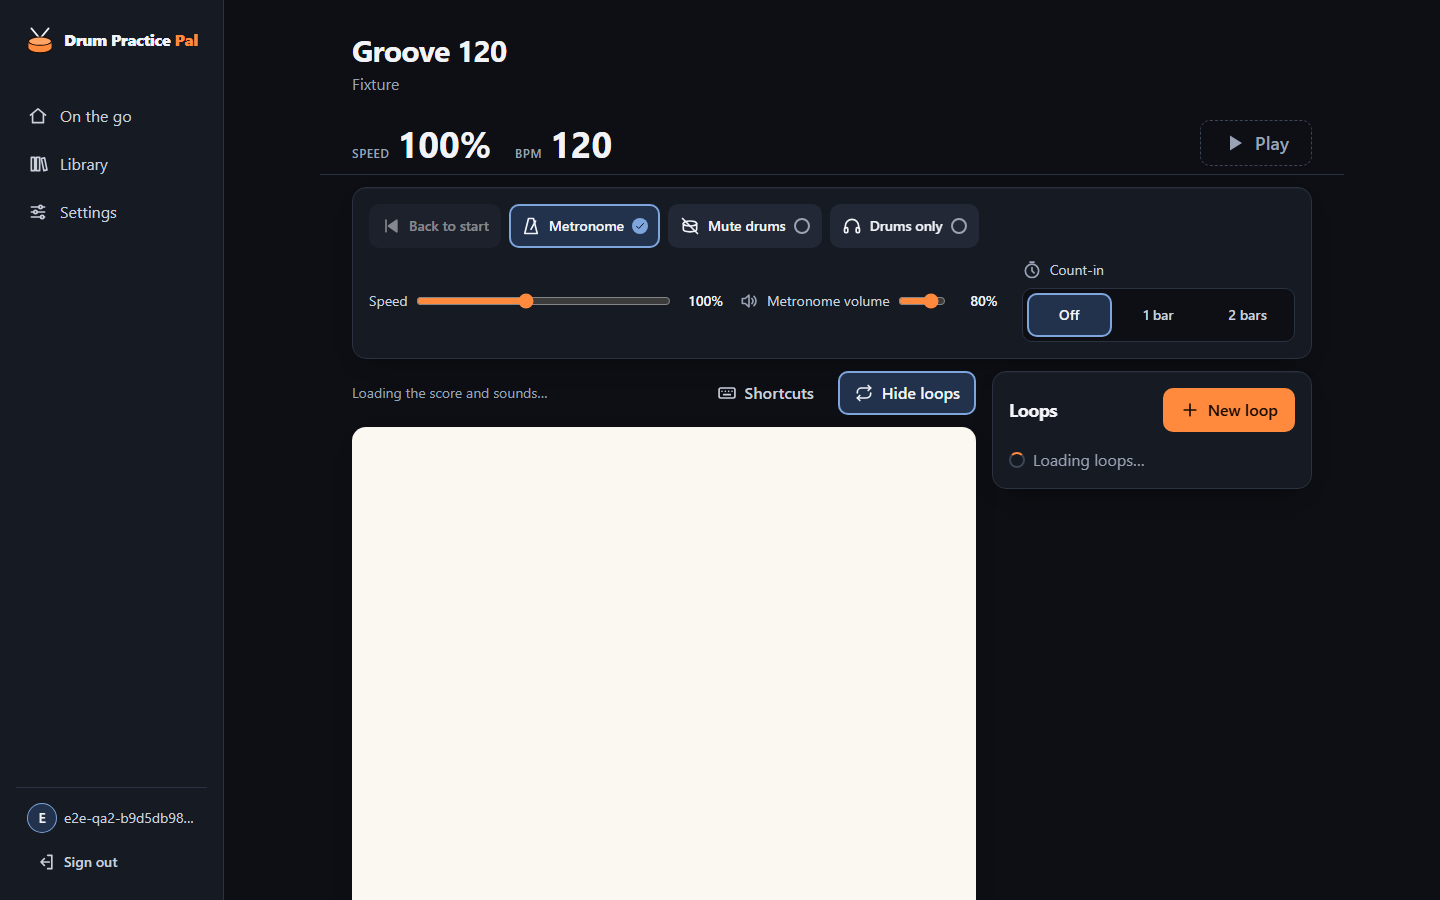 Drum Practice Pal
On the go
Library
Settings
e2e-qa2-b9d5db98...
E
Sign out
Groove 120
Fixture
SPEED 100% BPM 120
Play
Back to start
Metronome
Mute drums
Drums only
Speed
100%
Metronome volume
80%
Count-in
Off
1 bar
2 bars
Loading the score and sounds...
Shortcuts
Hide loops
Loops
New loop
Loading loops...